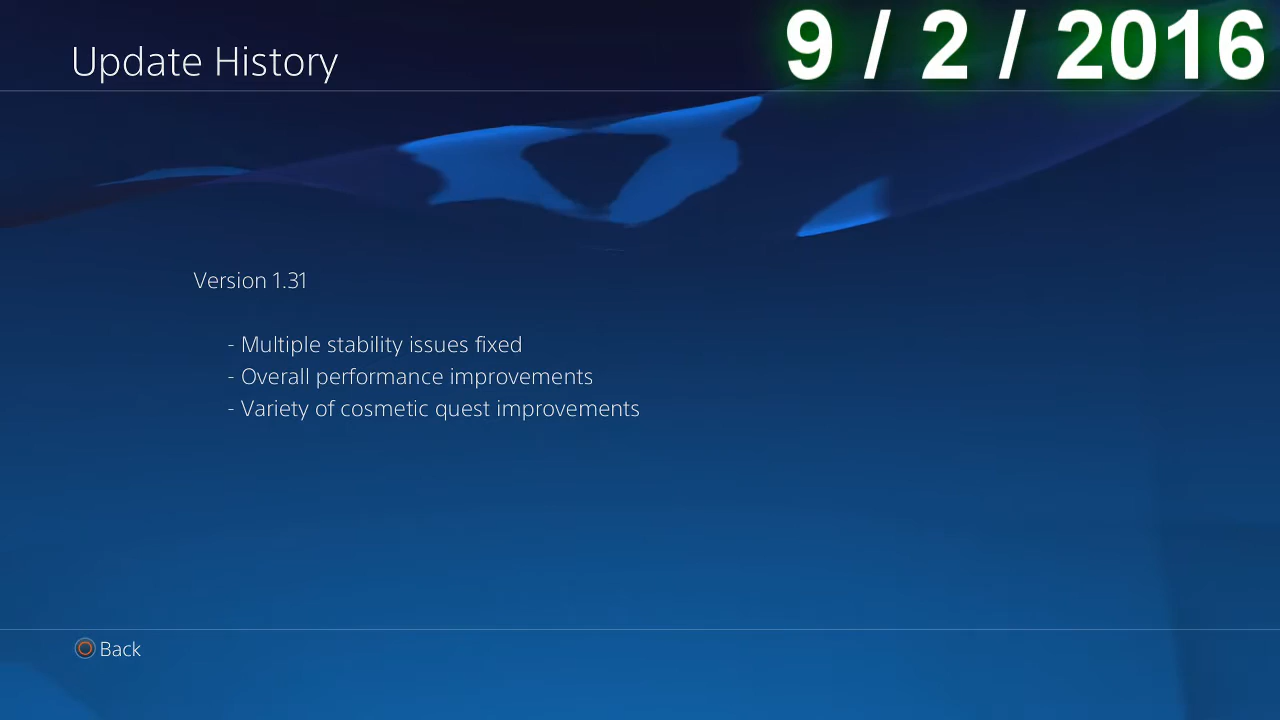 Update History
9 / 2 / 2016
Version 1.31
- Multiple stability issues fixed
- Overall performance improvements
- Variety of cosmetic quest improvements
Back